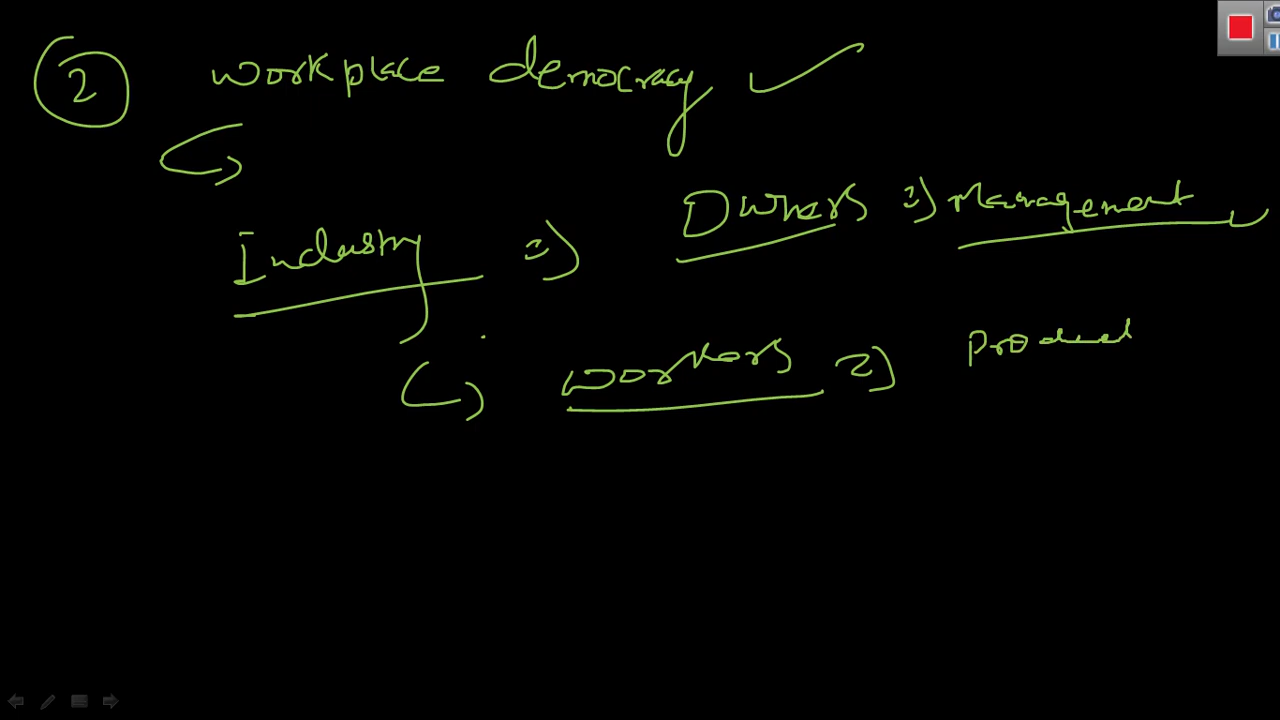 2 workplace democracy
Industry => Owners => Management
workers => Product